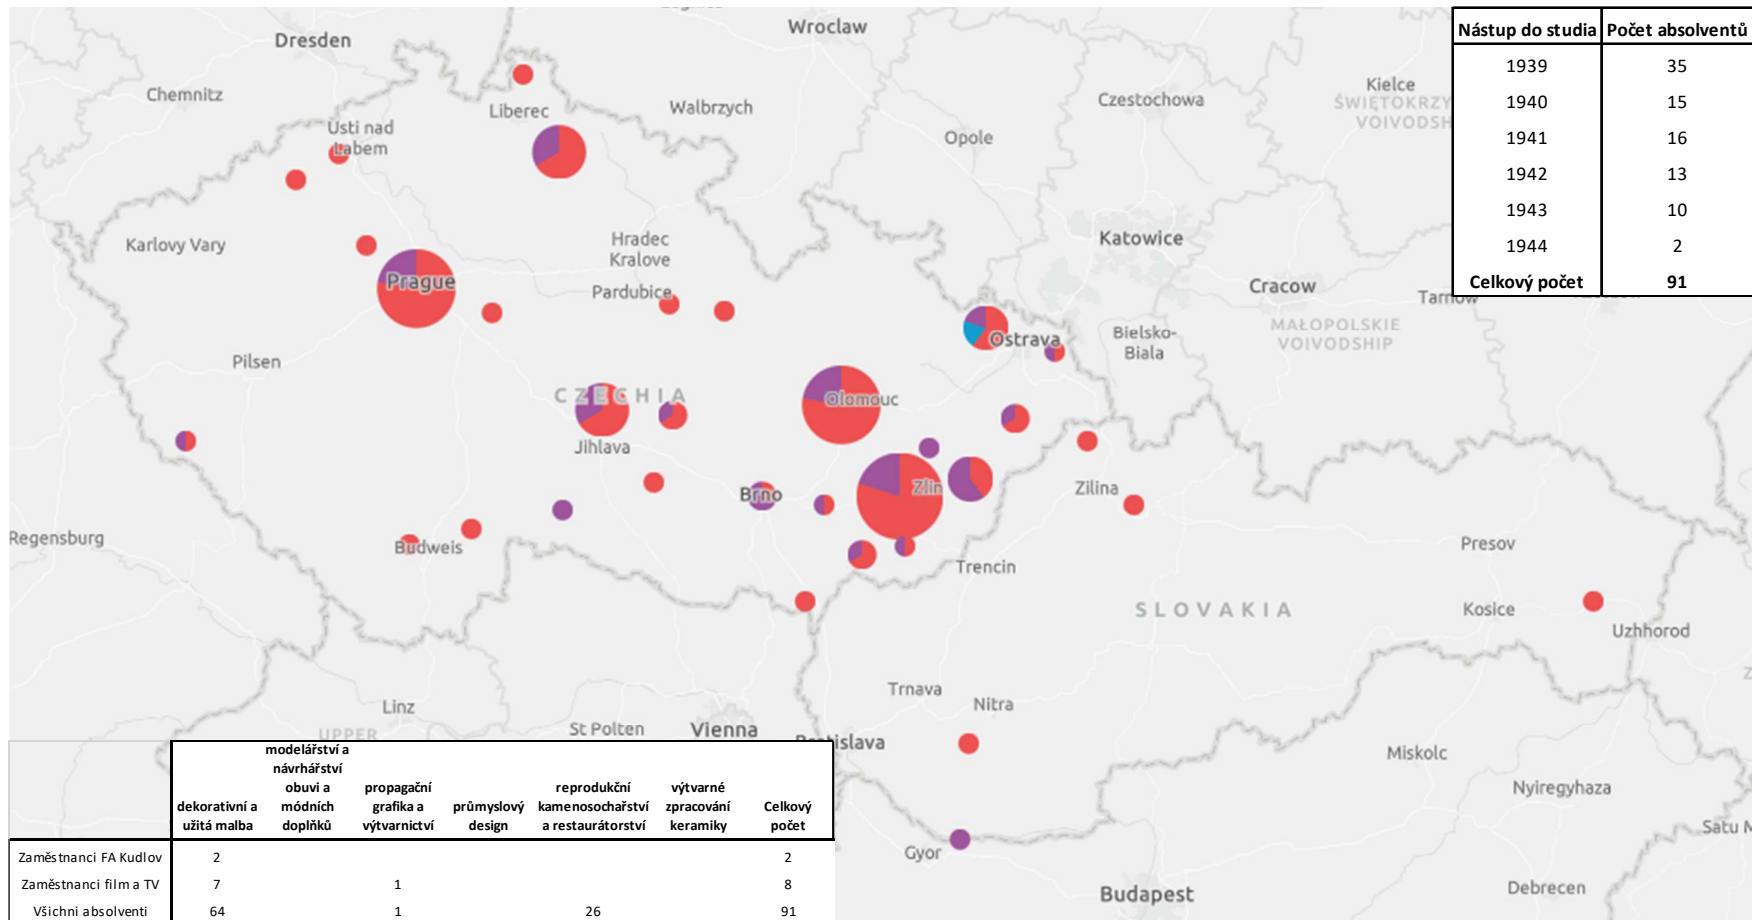 Wroclaw
Dresden
Nástup do studia Počet absolventů
1939 35
1940 15
1941 16
1942 13
1943 10
1944 2
Celkový počet 91
Chemnitz
Liberec
Walbrzych
Czestochowa
Kielce
ŚWIĘTOKRZY
VOIVODSH
Usti nad
Labem
Opole
Karlovy Vary
Hradec
Kralove
Katowice
Prague
Pardubice
Cracow
Tarnow
MAŁOPOLSKIE
VOIVODSHIP
Ostrava
Bielsko-
Biala
Pilsen
CZECHIA
Olomouc
Jihlava
Zlin
Zilina
Brno
Regensburg
Budweis
Presov
Trencin
SLOVAKIA
Kosice
Uzhhorod
Trnava
Nitra
Linz
UPPER
St Polten
Vienna
Bratislava
Miskolc
Nyiregyhaza
Satu M
Gyor
Budapest
Debrecen
modelářství a
návrhářství
obuvi a propagační reprodukční výtvarné
dekorativní a módních grafika a průmyslový kamenosochařství zpracování Celkový
užitá malba doplňků výtvarnictví design a restaurátorství keramiky počet
Zaměstnanci FA Kudlov 2 2
Zaměstnanci film a TV 7 1 8
Všichni absolventi 64 1 26 91